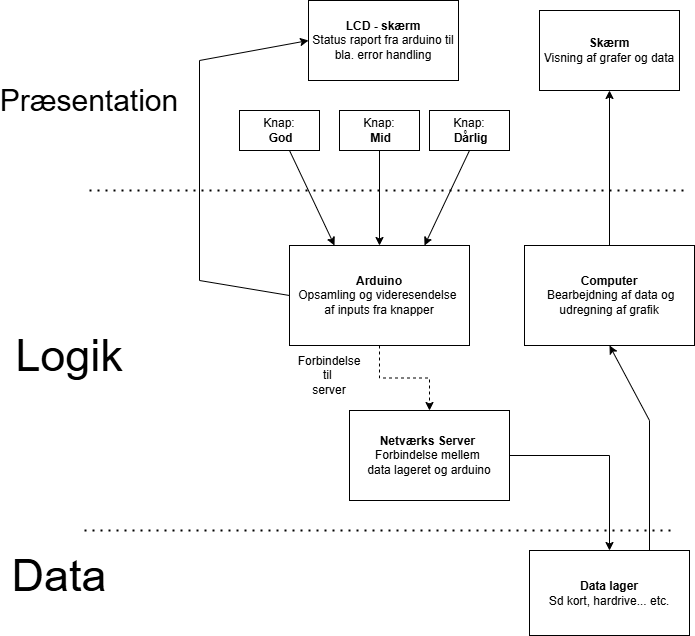 LCD - skærm
Status raport fra arduino til
bla. error handling
Skærm
Visning af grafer og data
Præsentation
Knap:
God
Knap:
Mid
Knap:
Dårlig
Arduino
Opsamling og videresendelse
af inputs fra knapper
Computer
Bearbejdning af data og
udregning af grafik
Logik
Forbindelse
til
server
Netværks Server
Forbindelse mellem
data lageret og arduino
Data
Data lager
Sd kort, hardrive... etc.